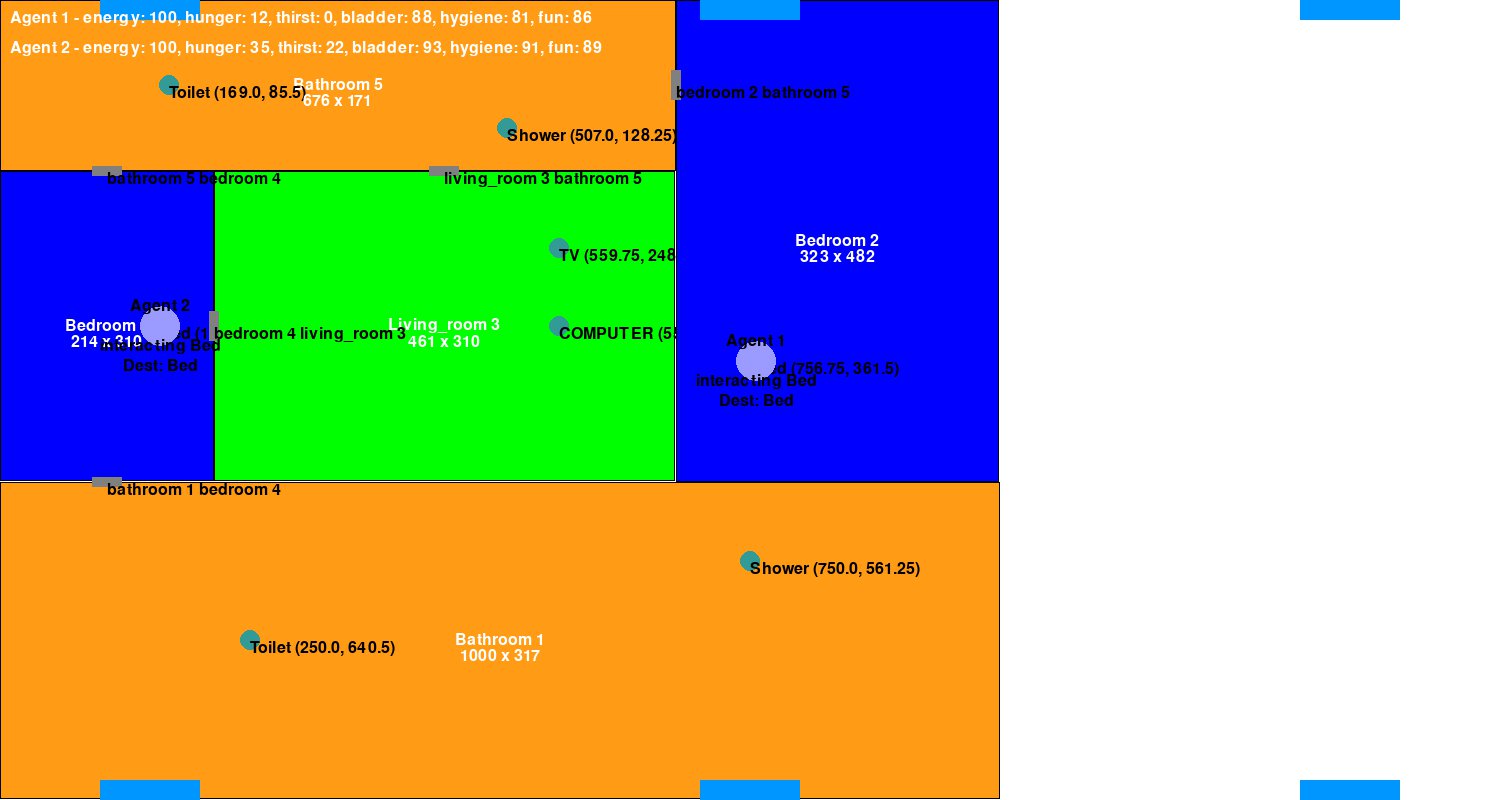 Agent 1 - energy: 100, hunger: 12, thirst: 0, bladder: 88, hygiene: 81, fun: 86
Agent 2 - energy: 100, hunger: 35, thirst: 22, bladder: 93, hygiene: 91, fun: 89
Bathroom 5
676 x 171
Toilet (169.0, 85.5)
bedroom 2 bathroom 5
Shower (507.0, 128.25)
bathroom 5 bedroom 4
living_room 3 bathroom 5
Bedroom 2
323 x 482
TV (559.75, 248
Agent 2
Bedroom
214 x 310
bedroom 4 living_room 3
interacting Bed
Dest: Bed
Living_room 3
461 x 310
COMPUTER (55
Agent 1
(756.75, 361.5)
interacting Bed
Dest: Bed
bathroom 1 bedroom 4
Shower (750.0, 561.25)
Toilet (250.0, 640.5)
Bathroom 1
1000 x 317